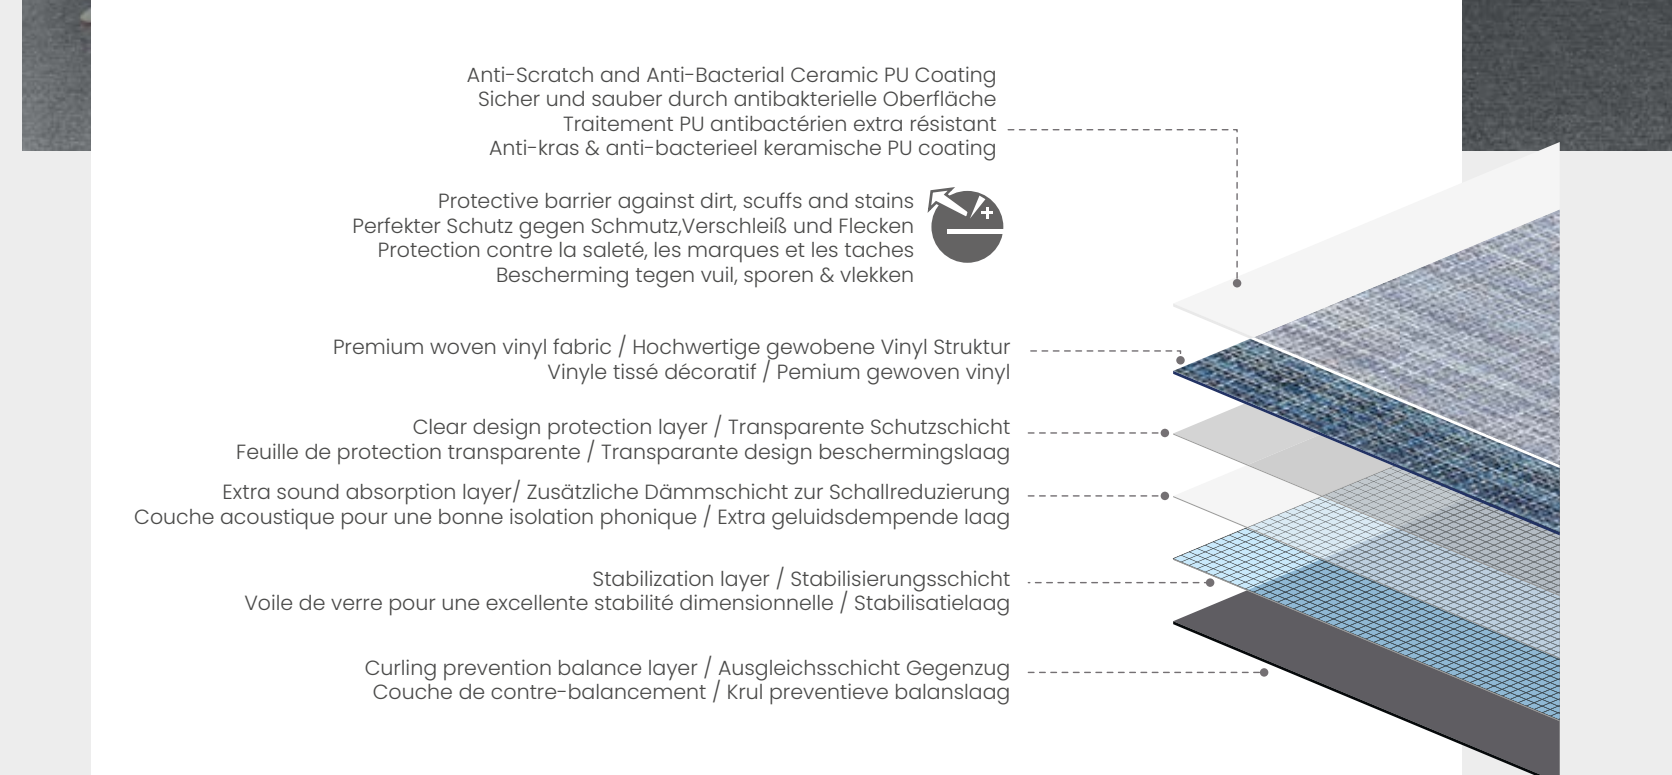 Anti-Scratch and Anti-Bacterial Ceramic PU Coating
Sicher und sauber durch antibakterielle Oberfläche
Traitement PU antibactérien extra résistant
Anti-kras & anti-bacterieel keramische PU coating
Protective barrier against dirt, scuffs and stains
Perfekter Schutz gegen Schmutz,Verschleiß und Flecken
Protection contre la saleté, les marques et les taches
Bescherming tegen vuil, sporen & vlekken
Premium woven vinyl fabric / Hochwertige gewobene Vinyl Struktur
Vinyle tissé décoratif / Pemium gewoven vinyl
Clear design protection layer / Transparente Schutzschicht
Feuille de protection transparente / Transparante design beschermingslaag
Extra sound absorption layer/ Zusätzliche Dämmschicht zur Schallreduzierung
Couche acoustique pour une bonne isolation phonique / Extra geluidsdempende laag
Stabilization layer / Stabilisierungsschicht
Voile de verre pour une excellente stabilité dimensionnelle / Stabilisatielaag
Curling prevention balance layer / Ausgleichsschicht Gegenzug
Couche de contre-balancement / Krul preventieve balanslaag